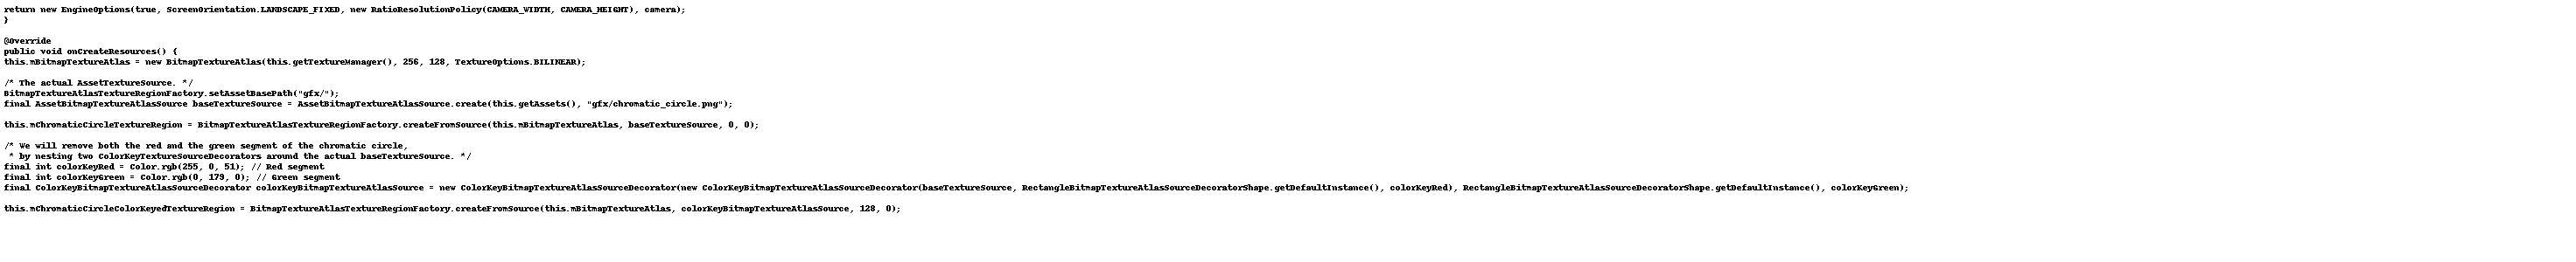 return new EngineOptions(true, ScreenOrientation.LANDSCAPE_FIXED, new RatioResolutionPolicy(CAMERA_WIDTH, CAMERA_HEIGHT), camera);
}
@Override
public void onCreateResources() {
this.mBitmapTextureAtlas = new BitmapTextureAtlas(this.getTextureManager(), 256, 128, TextureOptions.BILINEAR);
/* The actual AssetTextureSource. */
BitmapTextureAtlasTextureRegionFactory.setAssetBasePath("gfx/");
final AssetBitmapTextureAtlasSource baseTextureSource = AssetBitmapTextureAtlasSource.create(this.getAssets(), "gfx/chromatic_circle.png");
this.mChromaticCircleTextureRegion = BitmapTextureAtlasTextureRegionFactory.createFromSource(this.mBitmapTextureAtlas, baseTextureSource, 0, 0);
/* We will remove both the red and the green segment of the chromatic circle,
* by nesting two ColorKeyTextureSourceDecorators around the actual baseTextureSource. */
final int colorKeyRed = Color.rgb(255, 0, 51); // Red segment
final int colorKeyGreen = Color.rgb(0, 179, 0); // Green segment
final ColorKeyBitmapTextureAtlasSourceDecorator colorKeyBitmapTextureAtlasSource = new ColorKeyBitmapTextureAtlasSourceDecorator(new ColorKeyBitmapTextureAtlasSourceDecorator(baseTextureSource, RectangleBitmapTextureAtlasSourceDecoratorShape.getDefaultInstance(), colorKeyRed), RectangleBitmapTextureAtlasSourceDecoratorShape.getDefaultInstance(), colorKeyGreen);
this.mChromaticCircleColorKeyedTextureRegion = BitmapTextureAtlasTextureRegionFactory.createFromSource(this.mBitmapTextureAtlas, colorKeyBitmapTextureAtlasSource, 128, 0);